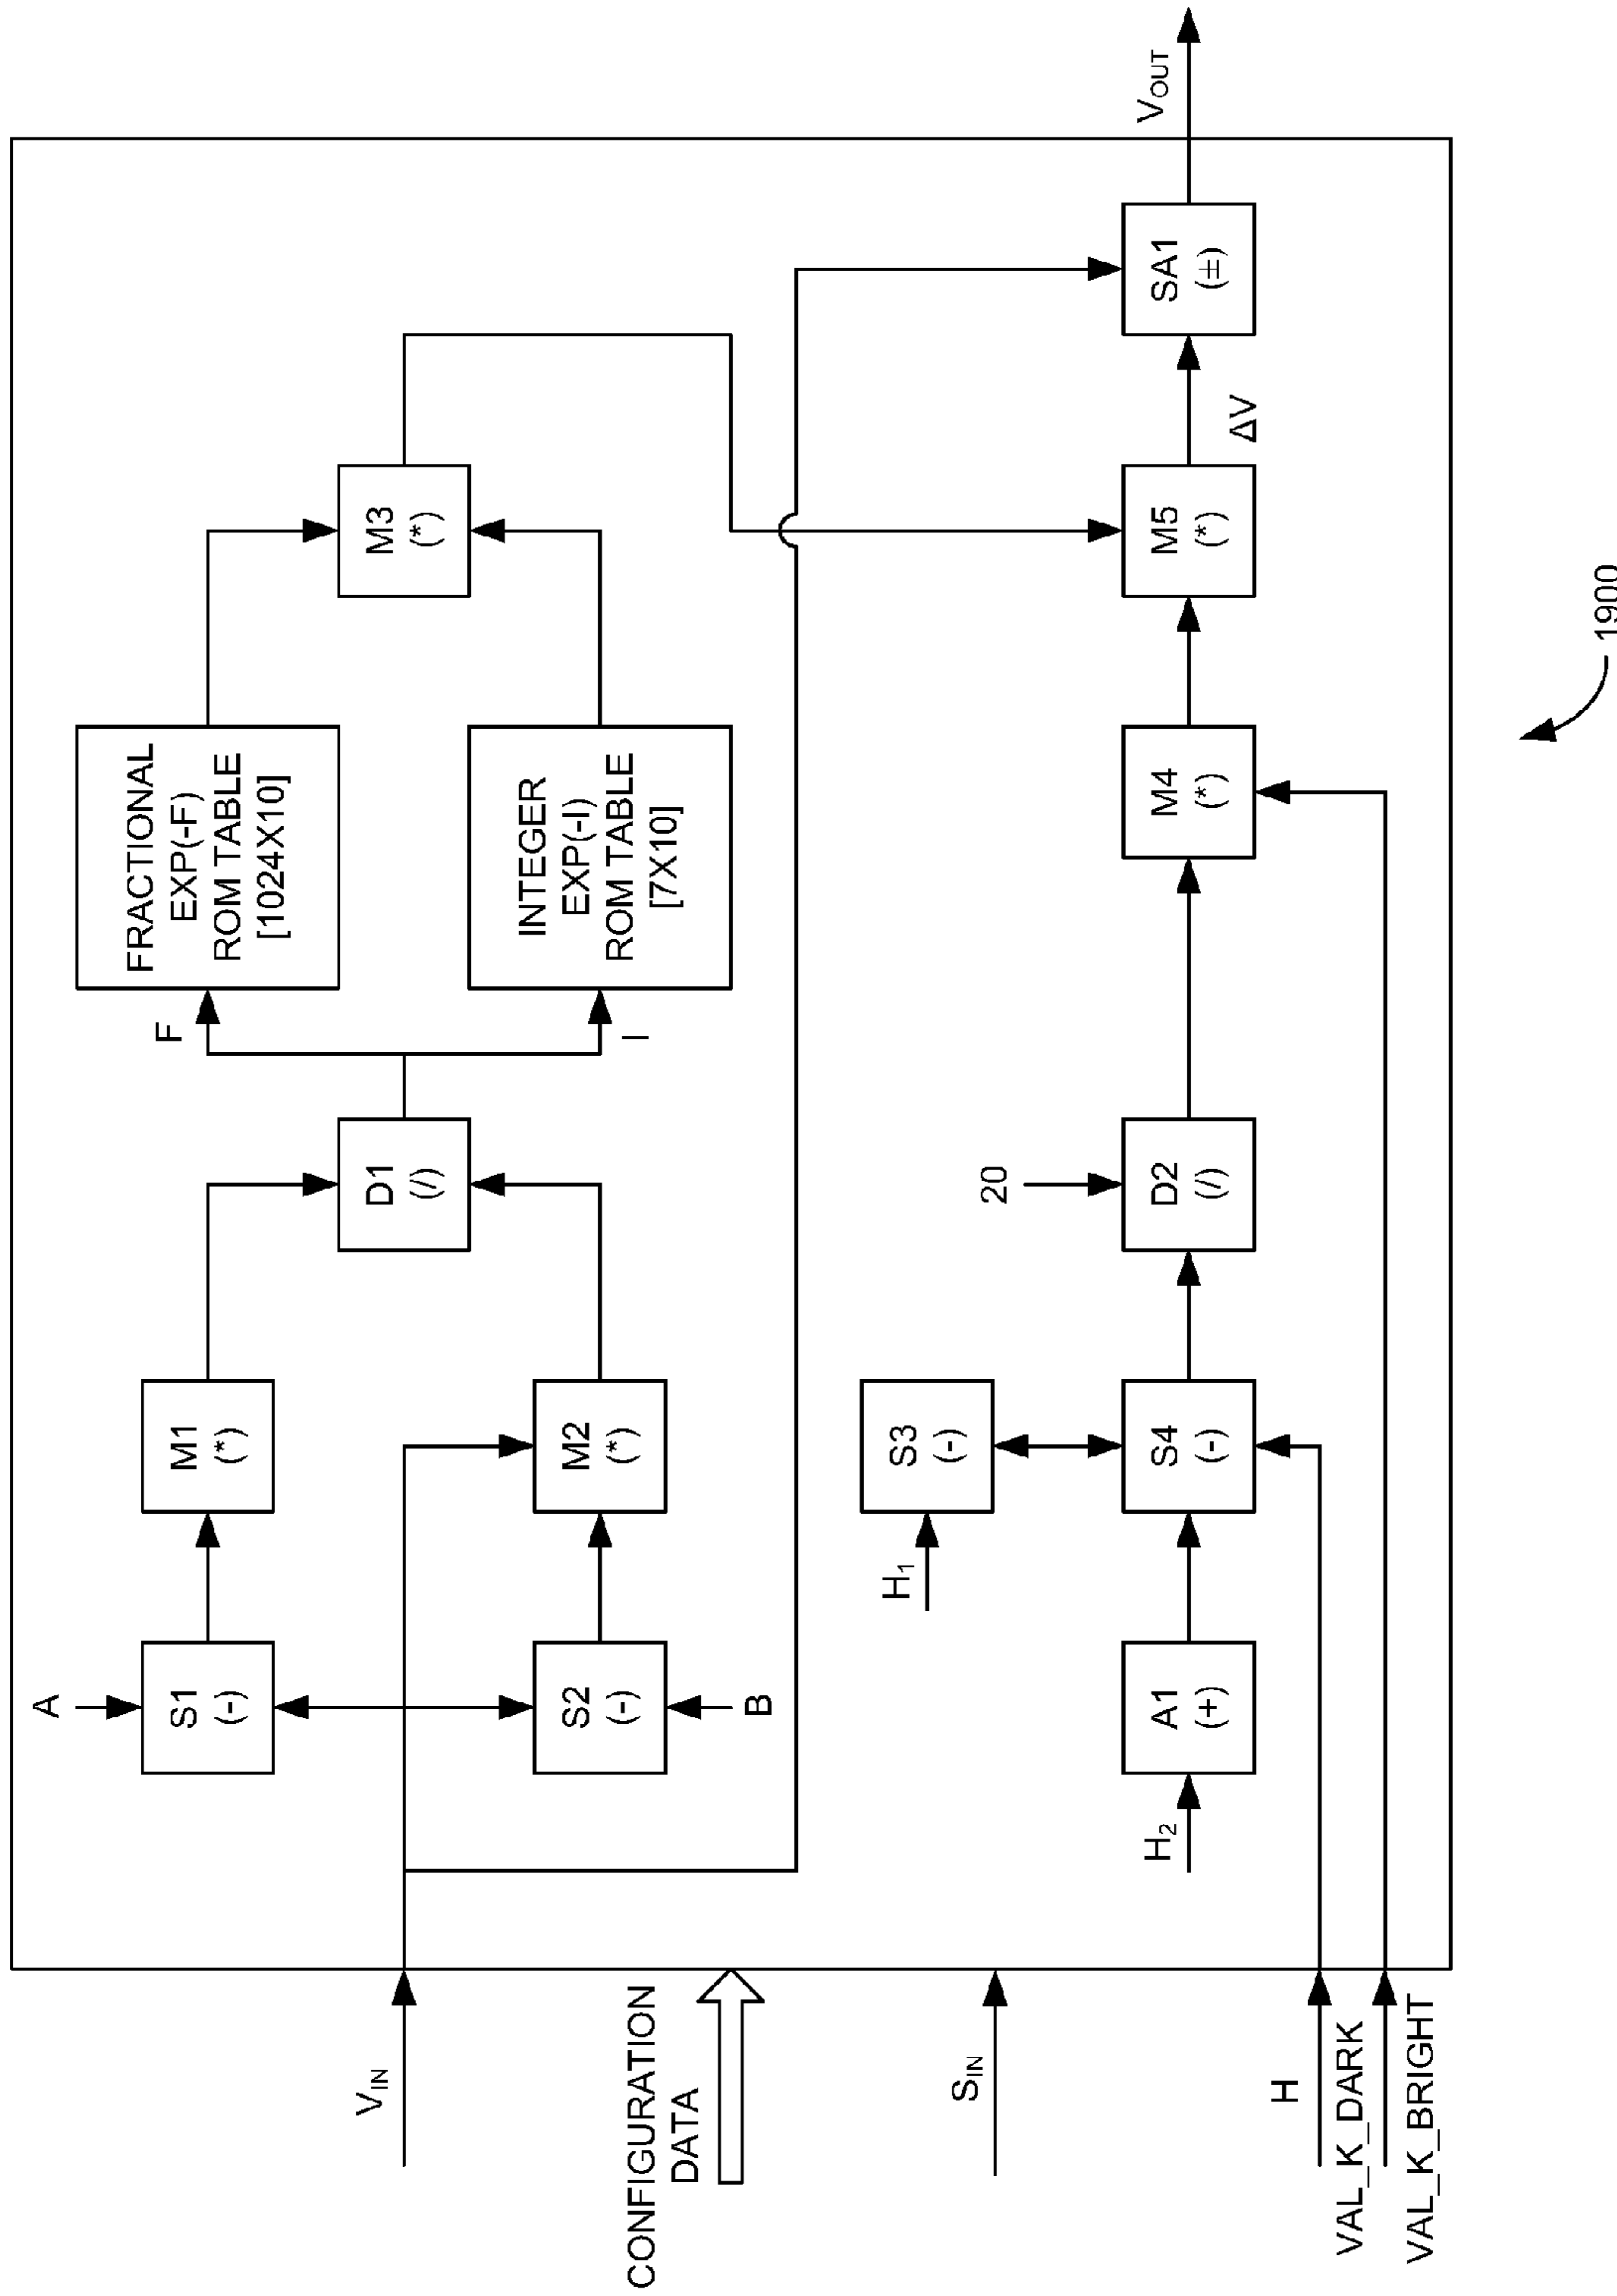 A
S1
(-)
M1
(*)
F
FRACTIONAL
EXP(-F)
ROM TABLE
[1024X10]
D1
(/)
M3
(*)
VIN
S2
(-)
B
M2
(*)
I
INTEGER
EXP(-I)
ROM TABLE
[7X10]
CONFIGURATION
DATA
SIN
H1
S3
(-)
20
H2
A1
(+)
S4
(-)
D2
(/)
M4
(*)
M5
(*)
ΔV
SA1
(±)
VOUT
H
VAL_K_DARK
VAL_K_BRIGHT
1900